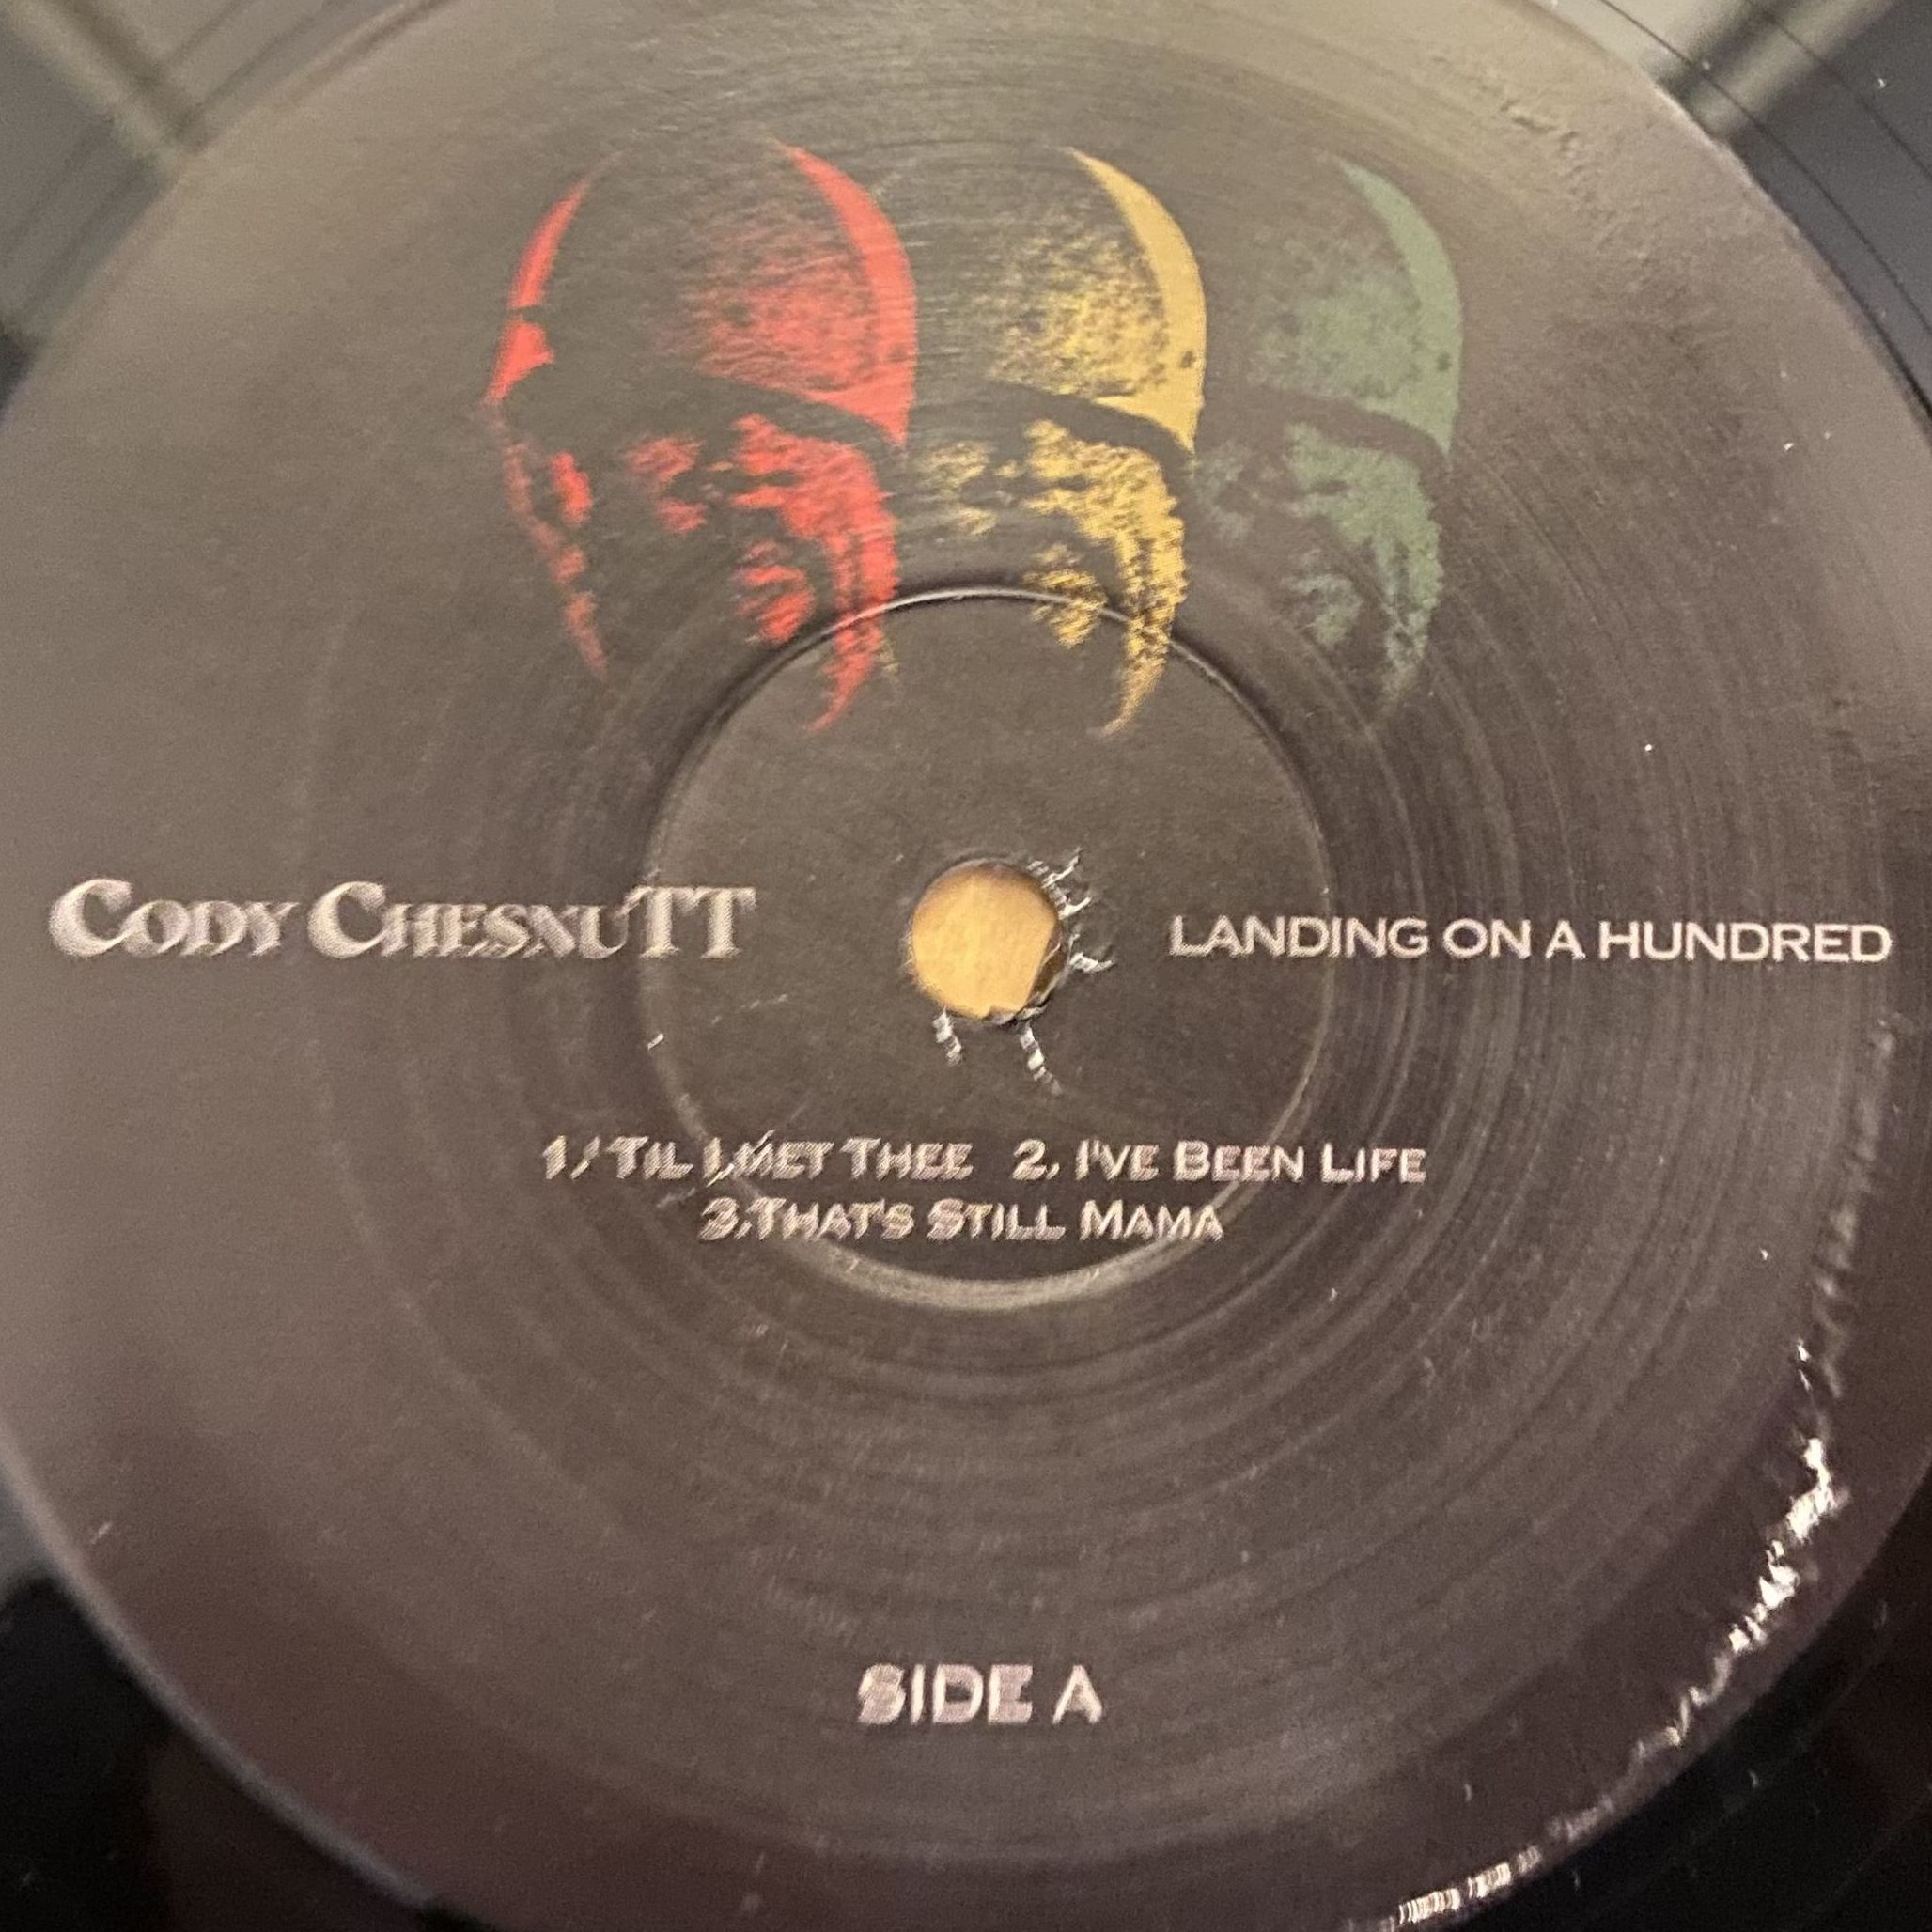 CODY CHESNUTT
LANDING ON A HUNDRED
1. 'TIL I MET THEE 2. I'VE BEEN LIFE
3. THAT'S STILL MAMA
SIDE A